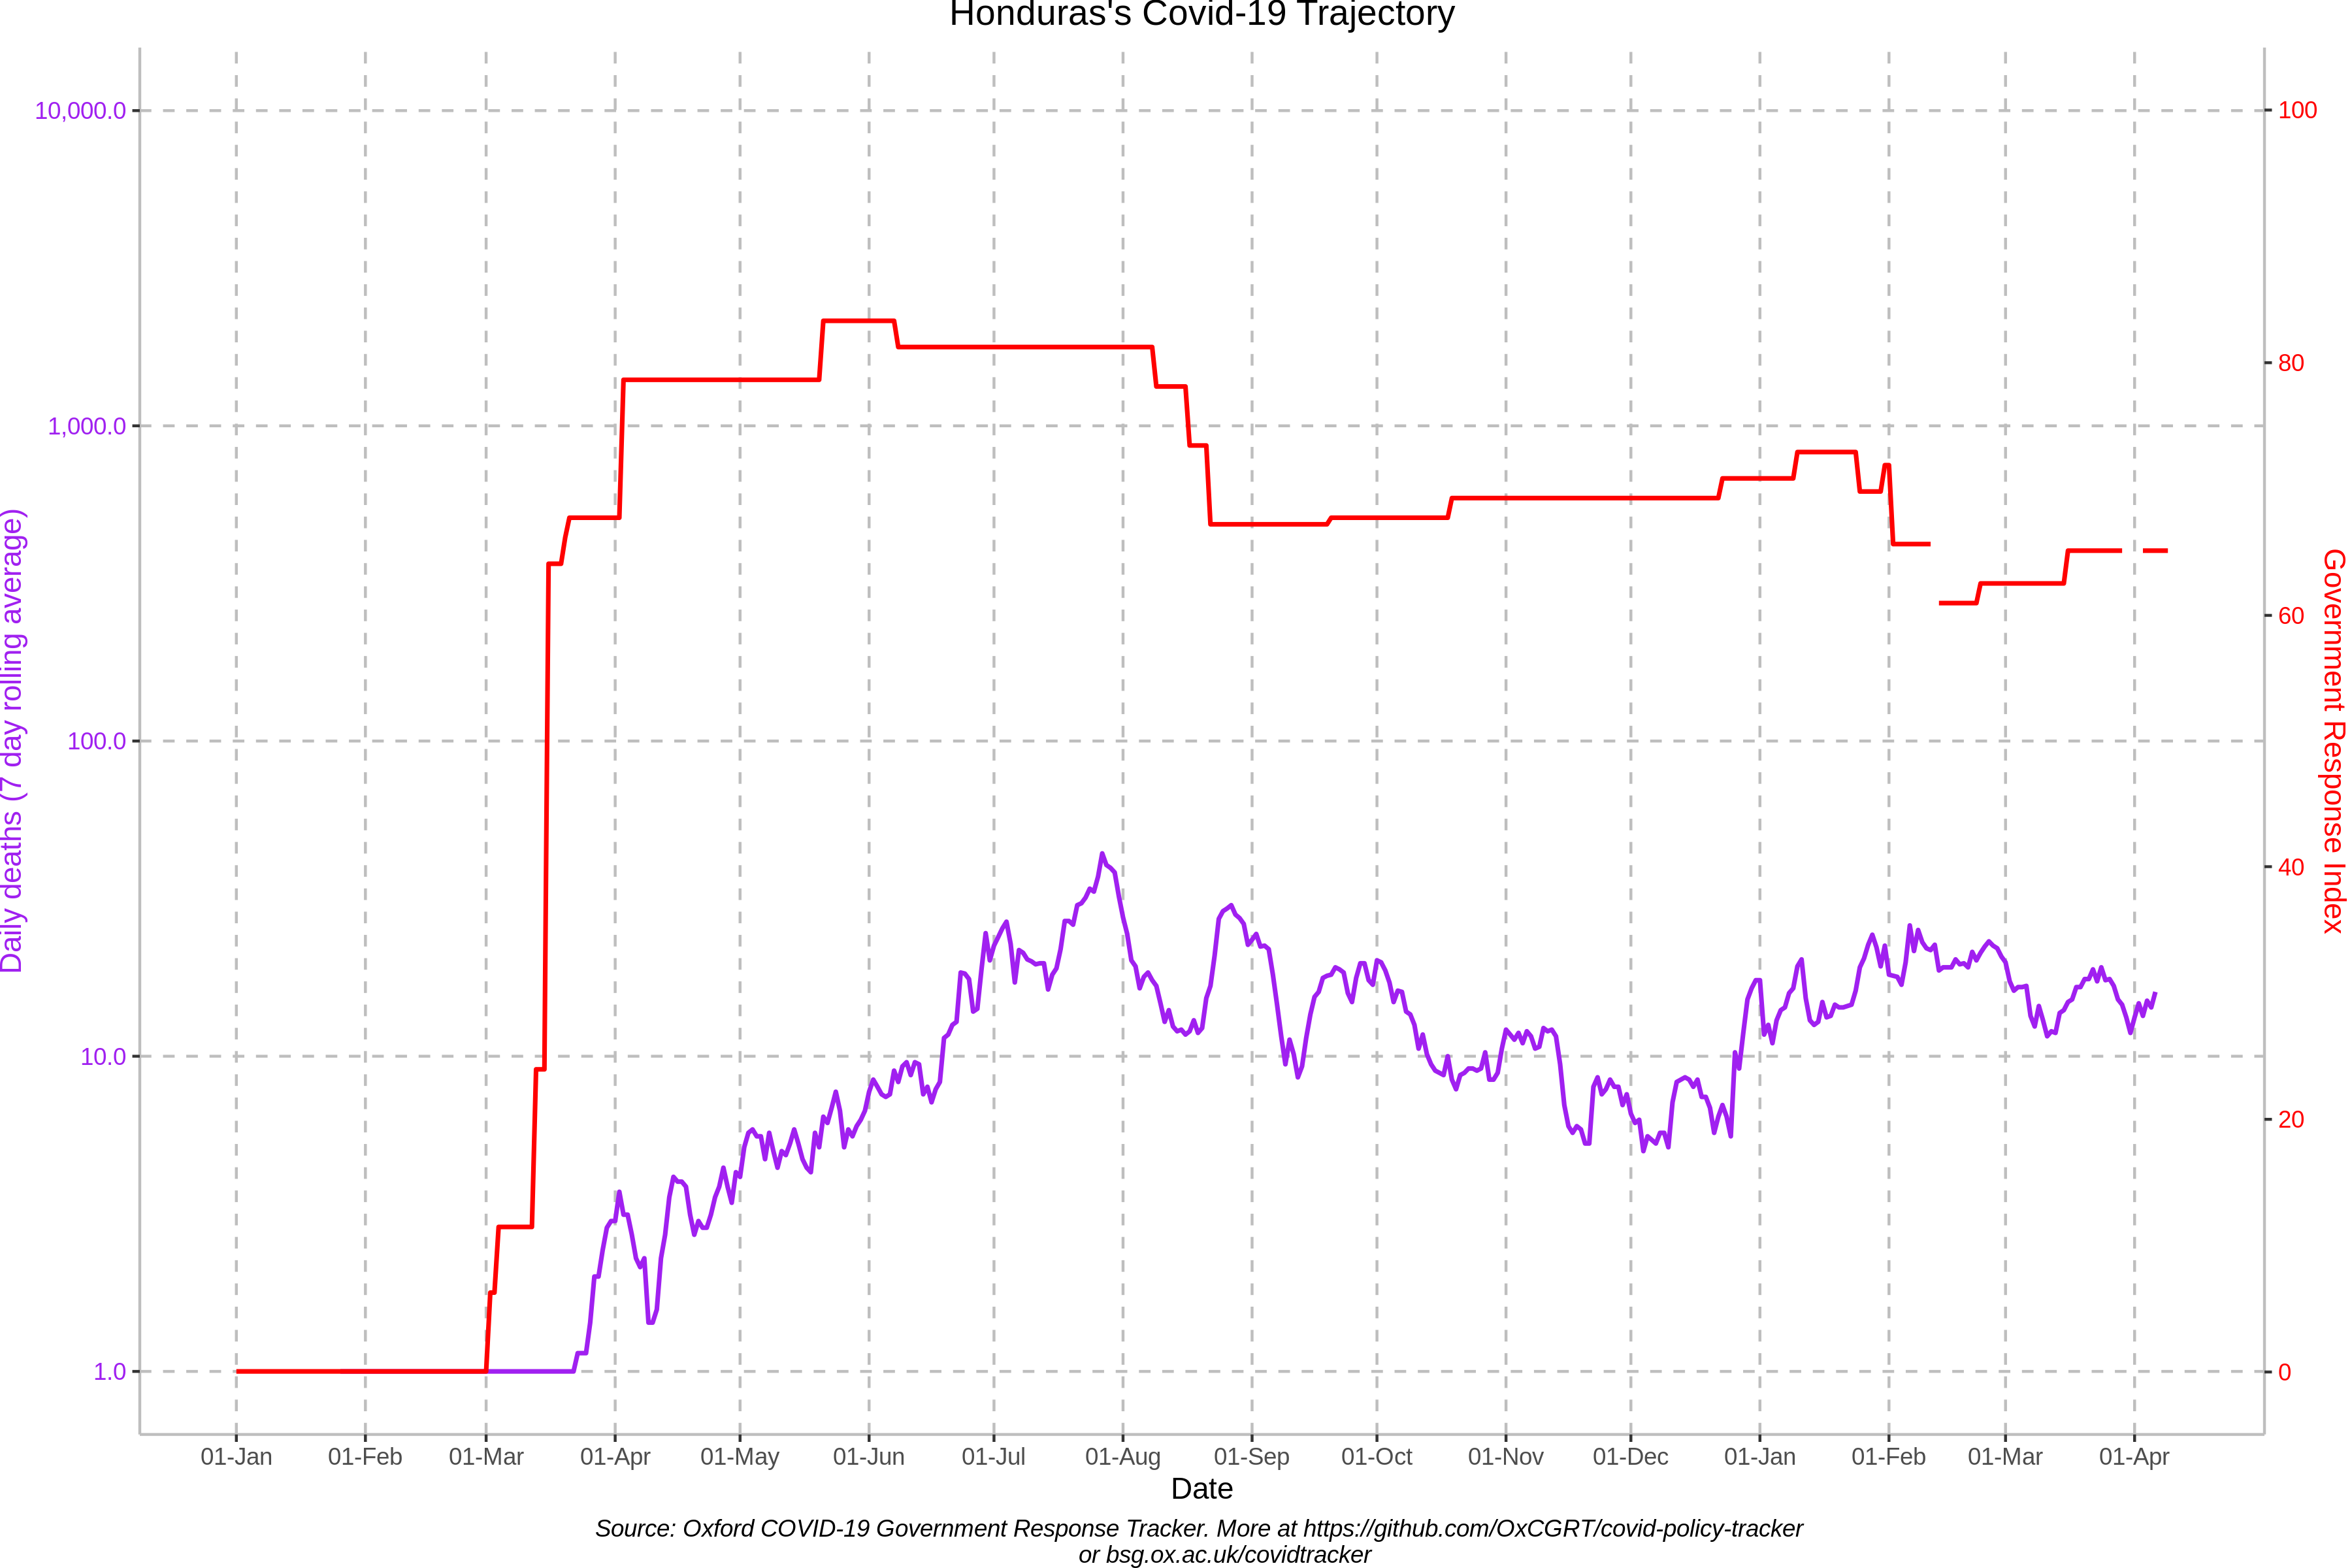 Honduras's Covid-19 Trajectory
10,000.0
1,000.0
100.0
10.0
1.0
Daily deaths (7 day rolling average)
100
80
60
40
20
0
Government Response Index
01-Jan 01-Feb 01-Mar 01-Apr 01-May 01-Jun 01-Jul 01-Aug 01-Sep 01-Oct 01-Nov 01-Dec 01-Jan 01-Feb 01-Mar 01-Apr
Date
Source: Oxford COVID-19 Government Response Tracker. More at https://github.com/OxCGRT/covid-policy-tracker
or bsg.ox.ac.uk/covidtracker